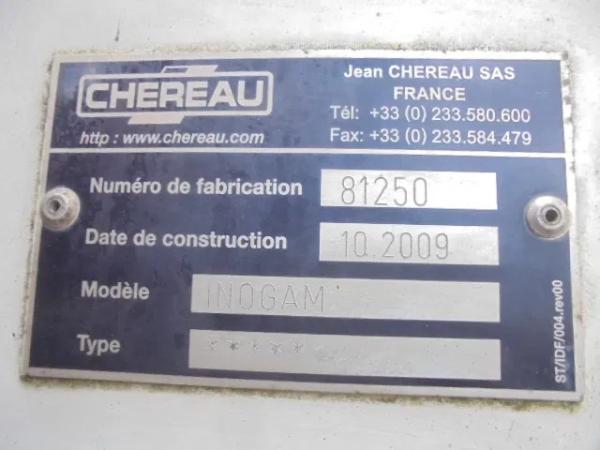 CHEREAU
http : www.chereau.com
Jean CHEREAU SAS
FRANCE
Tél: +33 (0) 233.580.600
Fax: +33 (0) 233.584.479
Numéro de fabrication 81250
Date de construction 10.2009
Modèle INOGAM
Type *****
ST/IDF/004.rev00